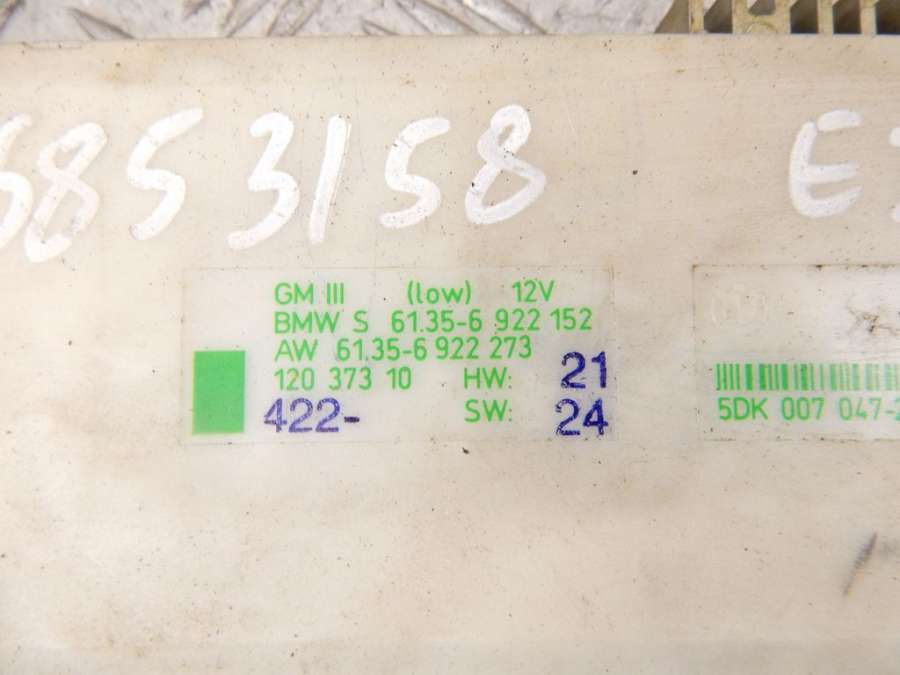 6853158 E
GM III (low) 12V
BMW S 61.35-6 922 152
AW 61.35-6 922 273
120 373 10 HW: 21
422- SW: 24
5DK 007 047-2